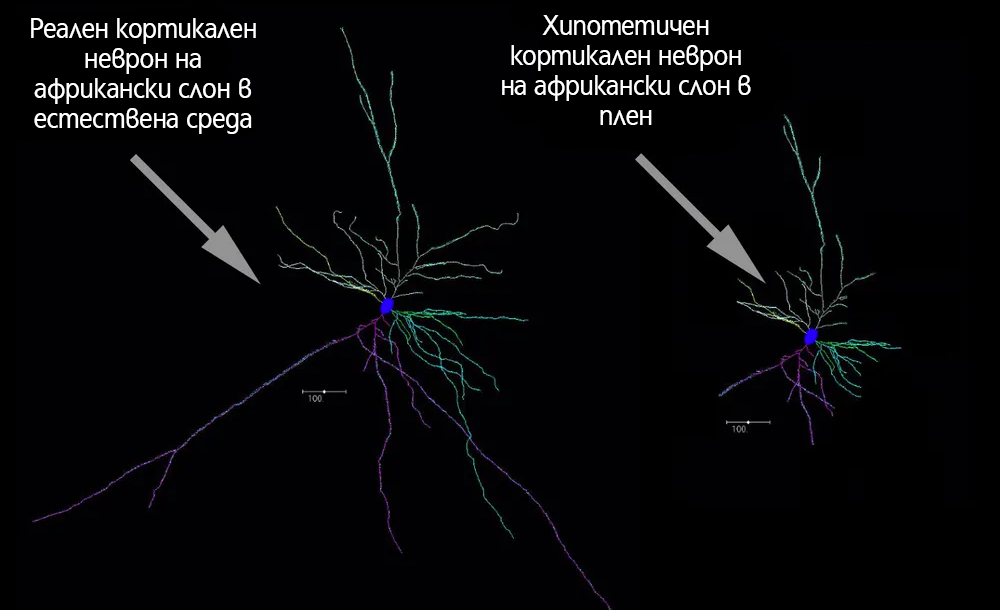 Реален кортикален
неврон на
африкански слон в
естествена среда
Хипотетичен
кортикален неврон
на африкански слон в
плен
100.
100.